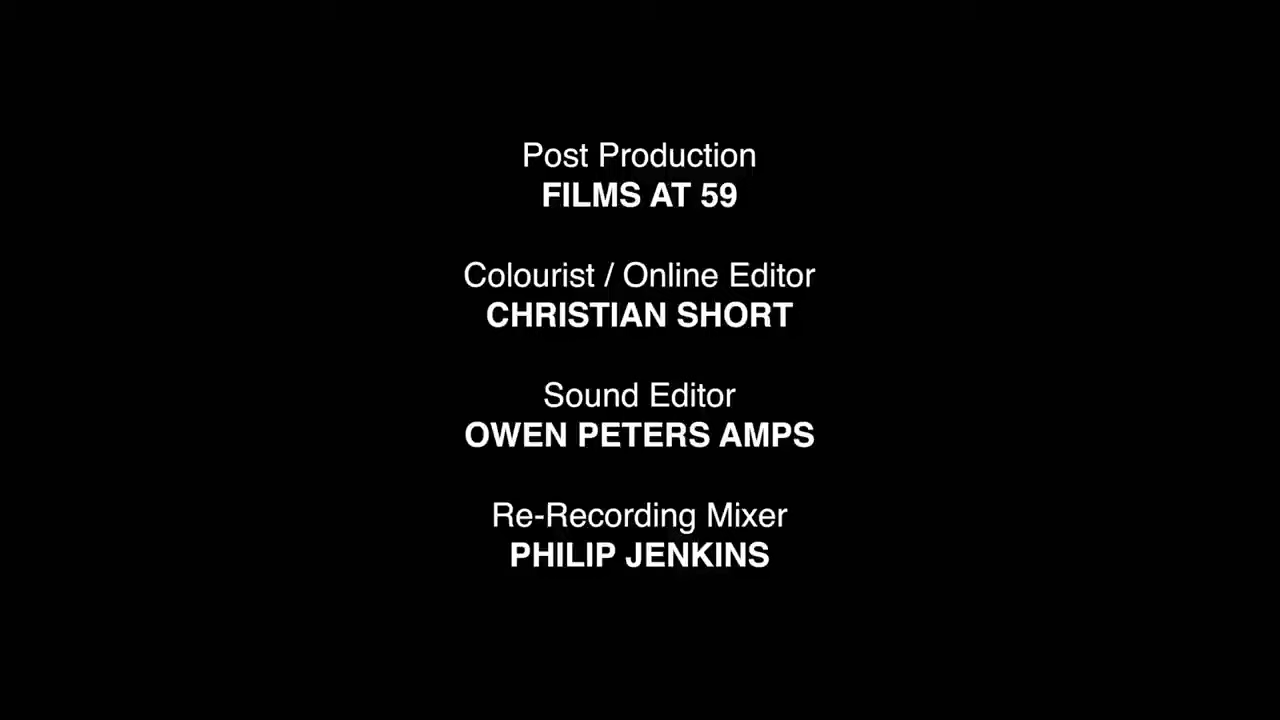 Post Production
FILMS AT 59
Colourist / Online Editor
CHRISTIAN SHORT
Sound Editor
OWEN PETERS AMPS
Re-Recording Mixer
PHILIP JENKINS